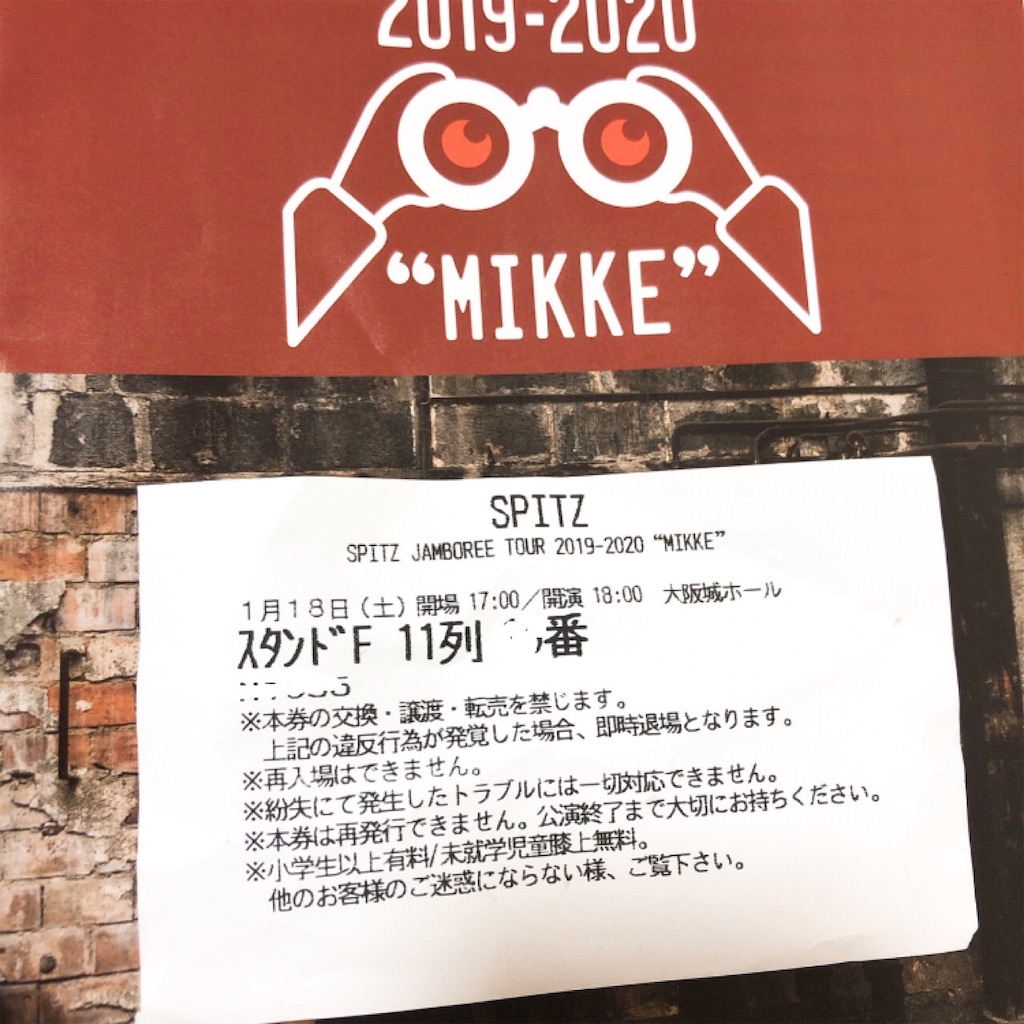 2019-2020
“MIKKE”
SPITZ
SPITZ JAMBOREE TOUR 2019-2020 “MIKKE”
1月18日(土) 開場 17:00/開演 18:00 大阪城ホール
スタンドF 11列 番
※本券の交換・譲渡・転売を禁じます。
上記の違反行為が発覚した場合、即時退場となります。
※再入場はできません。
※紛失にて発生したトラブルには一切対応できません。
※本券は再発行できません。公演終了まで大切にお持ちください。
※小学生以上有料/未就学児童膝上無料。
他のお客様のご迷惑にならない様、ご覧下さい。